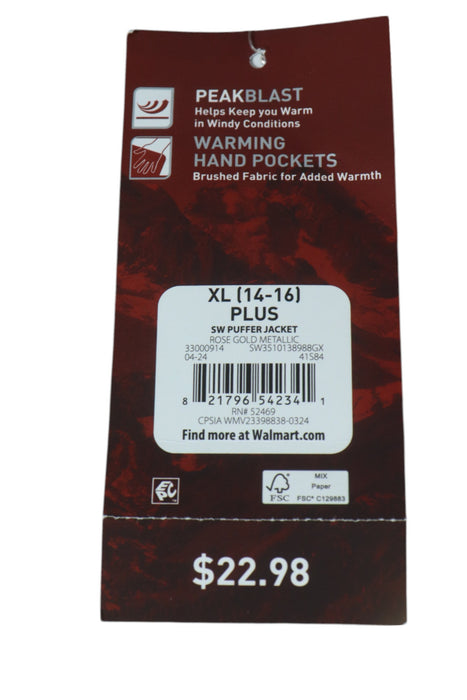 PEAKBLAST
Helps Keep you Warm
in Windy Conditions
WARMING
HAND POCKETS
Brushed Fabric for Added Warmth
XL (14-16)
PLUS
SW PUFFER JACKET
ROSE GOLD METALLIC
33000914 SW3510138988GX
04-24 41584
8 21796 54234 1
RN# 52469
CPSIA WMV23398838-0324
Find more at Walmart.com
EPC
FSC
MIX
Paper
FSC® C129883
$22.98